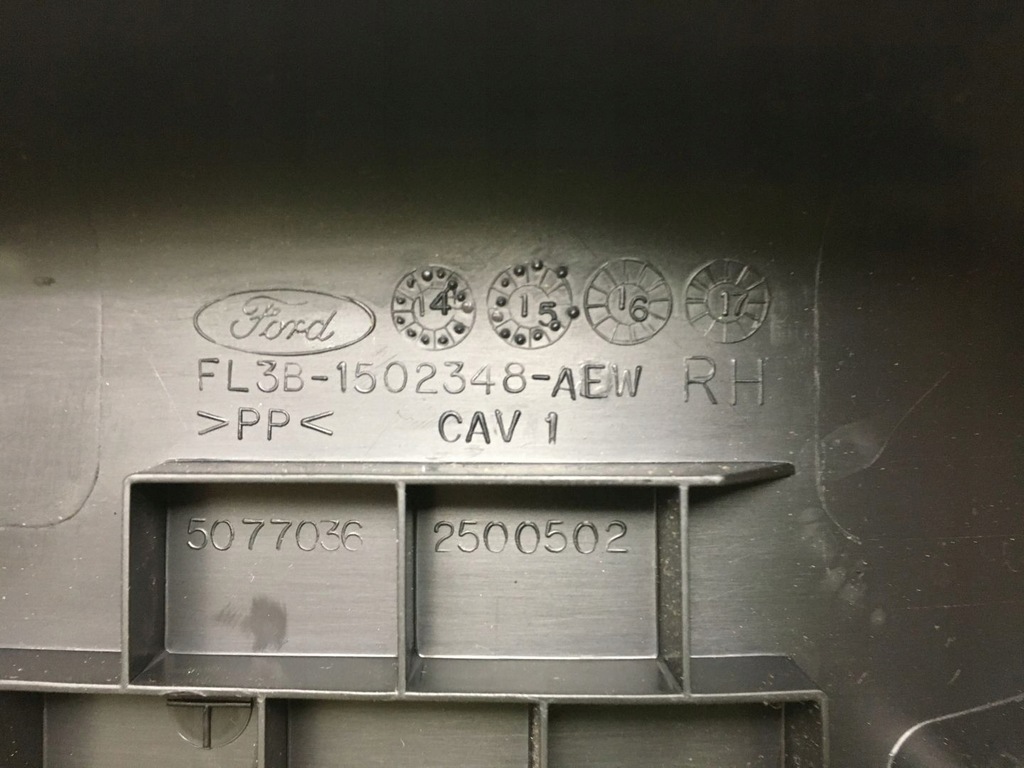 Ford 14 15 16 17
FL3B-1502348-AEW RH
>PP< CAV 1
5077036 2500502